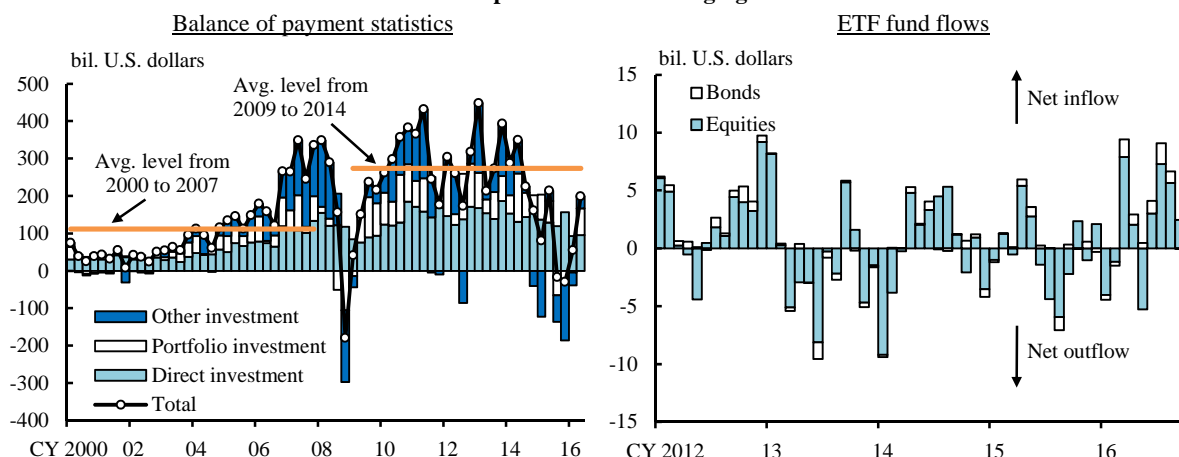 Balance of payment statistics
bil. U.S. dollars
500
400
300
200
100
0
-100
-200
-300
-400
Avg. level from
2009 to 2014
Avg. level from
2000 to 2007
Other investment
Portfolio investment
Direct investment
Total
CY 2000 02 04 06 08 10 12 14 16
ETF fund flows
bil. U.S. dollars
15
10
5
0
-5
-10
-15
Bonds
Equities
Net inflow
Net outflow
CY 2012 13 14 15 16